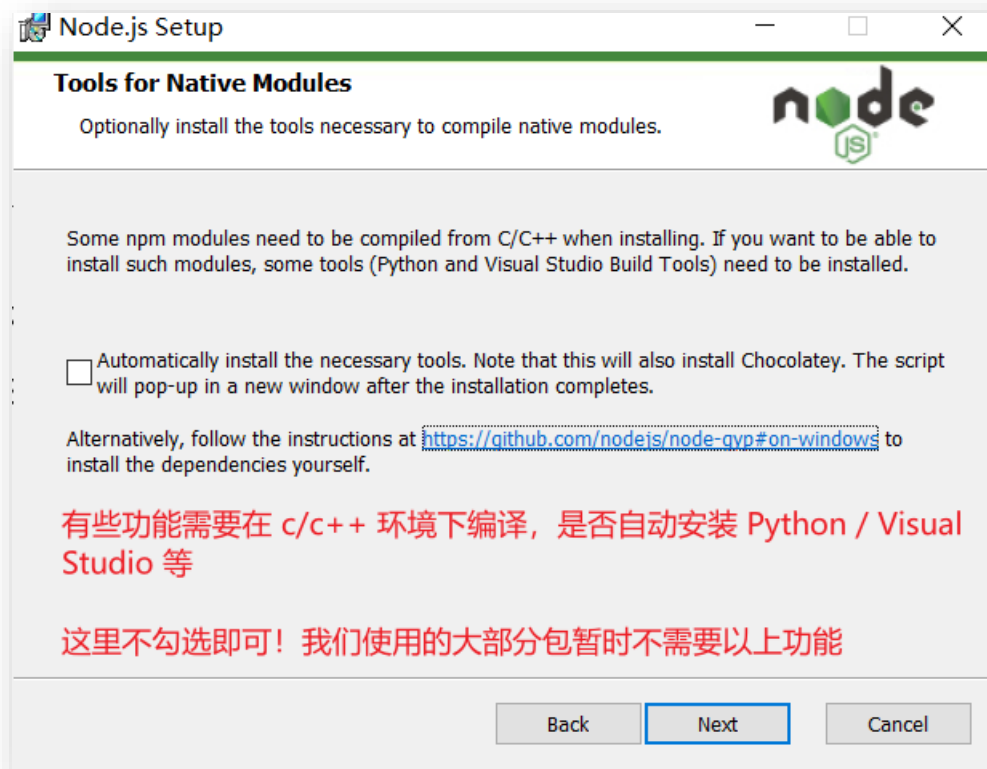 Node.js Setup
Tools for Native Modules
Optionally install the tools necessary to compile native modules.
node
JS
Some npm modules need to be compiled from C/C++ when installing. If you want to be able to
install such modules, some tools (Python and Visual Studio Build Tools) need to be installed.
Automatically install the necessary tools. Note that this will also install Chocolatey. The script
will pop-up in a new window after the installation completes.
Alternatively, follow the instructions at https://github.com/nodejs/node-gyp#on-windows to
install the dependencies yourself.
有些功能需要在 c/c++ 环境下编译，是否自动安装 Python / Visual
Studio 等
这里不勾选即可！我们使用的大部分包暂时不需要以上功能
Back
Next
Cancel